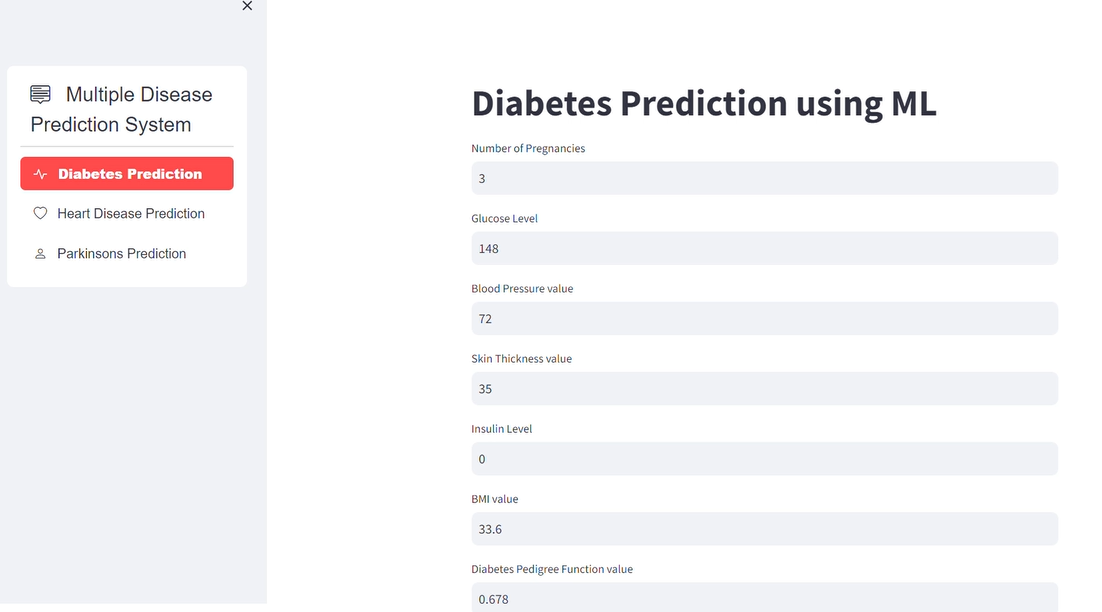 Multiple Disease
Prediction System
Diabetes Prediction
Heart Disease Prediction
Parkinsons Prediction
Diabetes Prediction using ML
Number of Pregnancies
3
Glucose Level
148
Blood Pressure value
72
Skin Thickness value
35
Insulin Level
0
BMI value
33.6
Diabetes Pedigree Function value
0.678